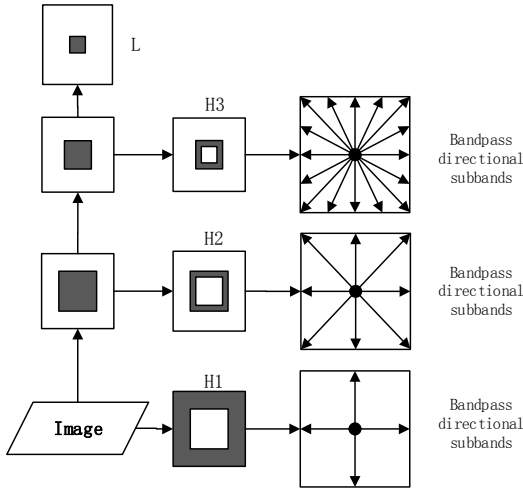 L
H3
Bandpass
directional
subbands
H2
Bandpass
directional
subbands
H1
Image
Bandpass
directional
subbands